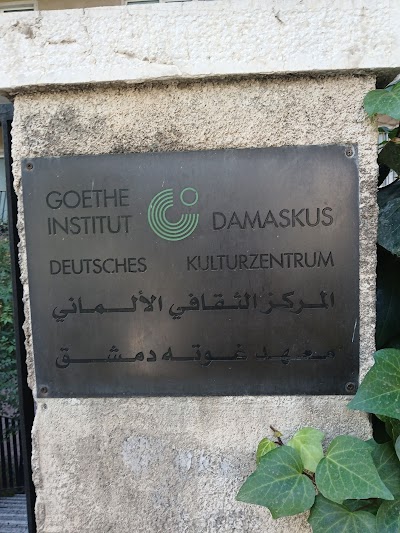 GOETHE
INSTITUT DAMASKUS
DEUTSCHES KULTURZENTRUM
المركز الثقافي الألماني
معهد غوته دمشق